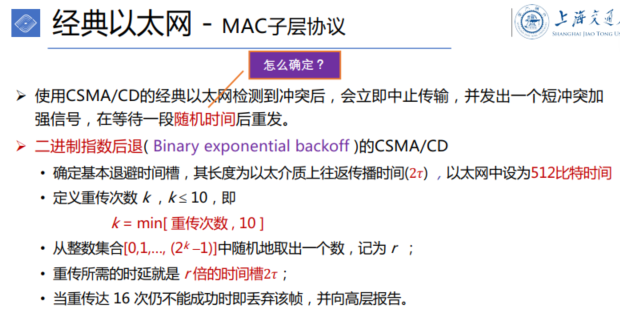 经典以太网 - MAC子层协议
上海交通
SHANGHAI JIAO TONG
怎么确定？
➢ 使用CSMA/CD的经典以太网检测到冲突后，会立即中止传输，并发出一个短冲突加
强信号，在等待一段随机时间后重发。
➢ 二进制指数后退( Binary exponential backoff )的CSMA/CD
• 确定基本退避时间槽，其长度为以太介质上往返传播时间(2τ) ，以太网中设为512比特时间
• 定义重传次数 k ，k ≤ 10，即
k = min[ 重传次数 , 10 ]
• 从整数集合[0,1,..., (2ᵏ –1)]中随机地取出一个数，记为 r ；
• 重传所需的时延就是 r 倍的时间槽2τ；
• 当重传达 16 次仍不能成功时即丢弃该帧，并向高层报告。